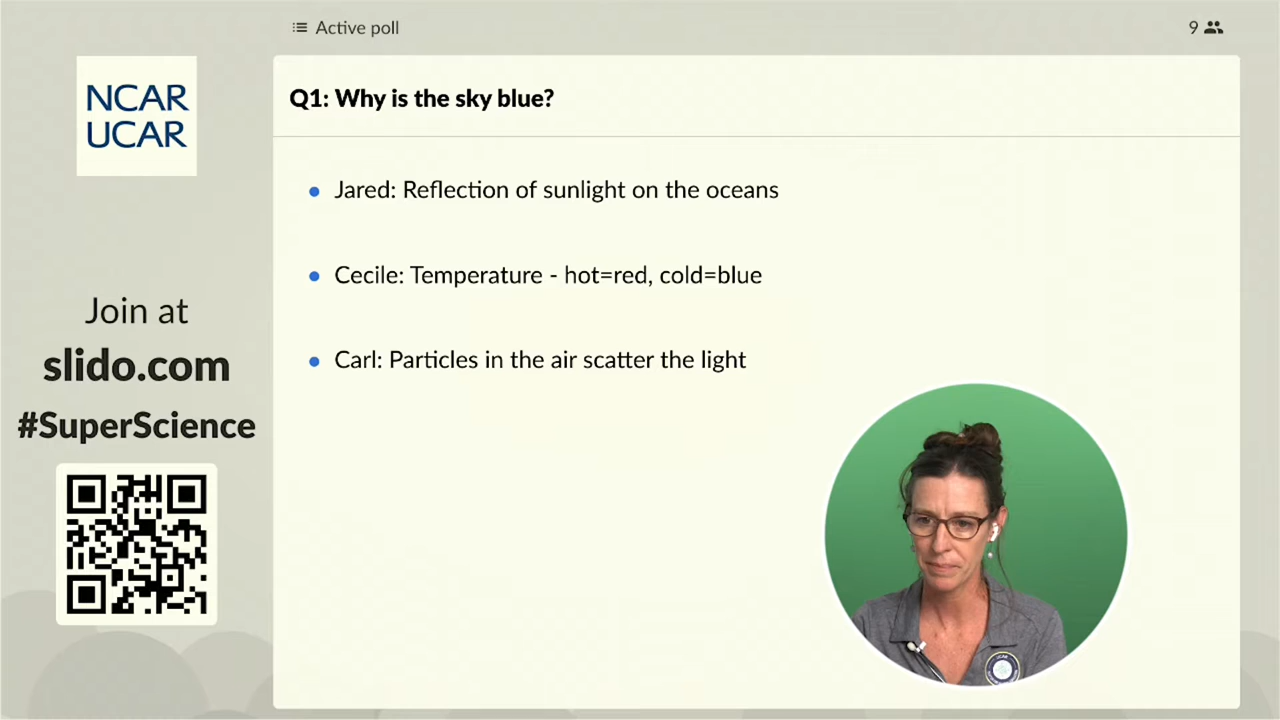 Active poll
9
NCAR
UCAR
Q1: Why is the sky blue?
Jared: Reflection of sunlight on the oceans
Cecile: Temperature - hot=red, cold=blue
Carl: Particles in the air scatter the light
Join at
slido.com
#SuperScience